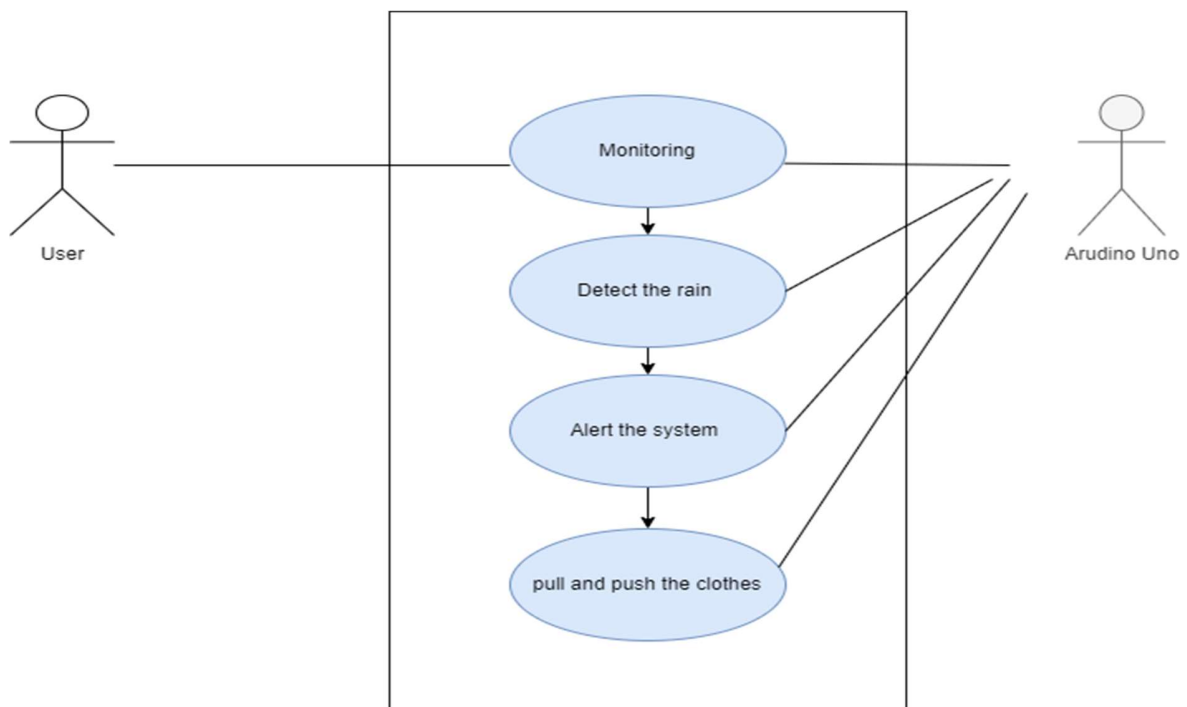 Monitoring
User
Arudino Uno
Detect the rain
Alert the system
pull and push the clothes